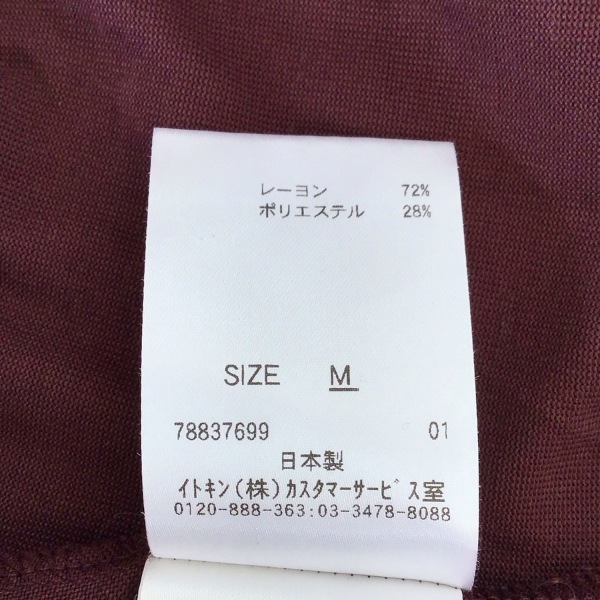 レーヨン 72%
ポリエステル 28%
SIZE M
78837699 01
日本製
イトキン(株)カスタマーサービス室
0120-888-363:03-3478-8088